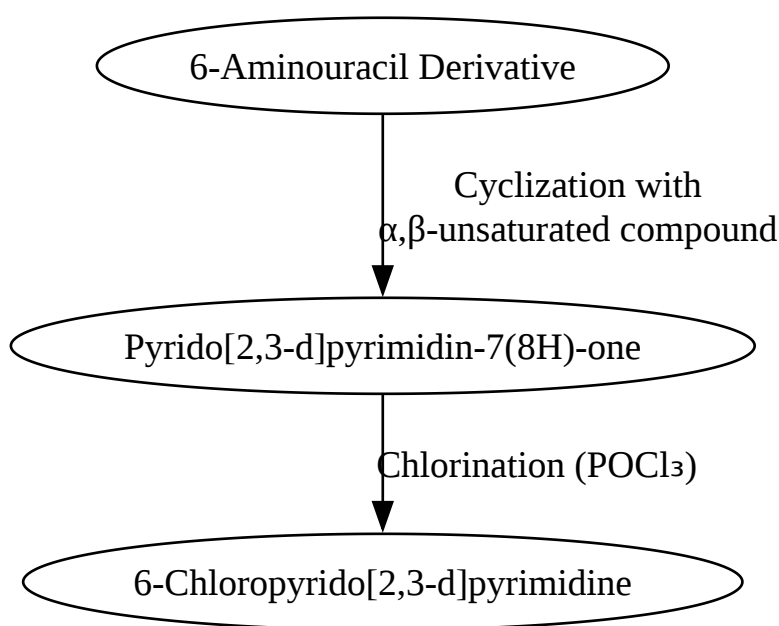 6-Aminouracil Derivative
Cyclization with
α,β-unsaturated compound
Pyrido[2,3-d]pyrimidin-7(8H)-one
Chlorination (POCl₃)
6-Chloropyrido[2,3-d]pyrimidine